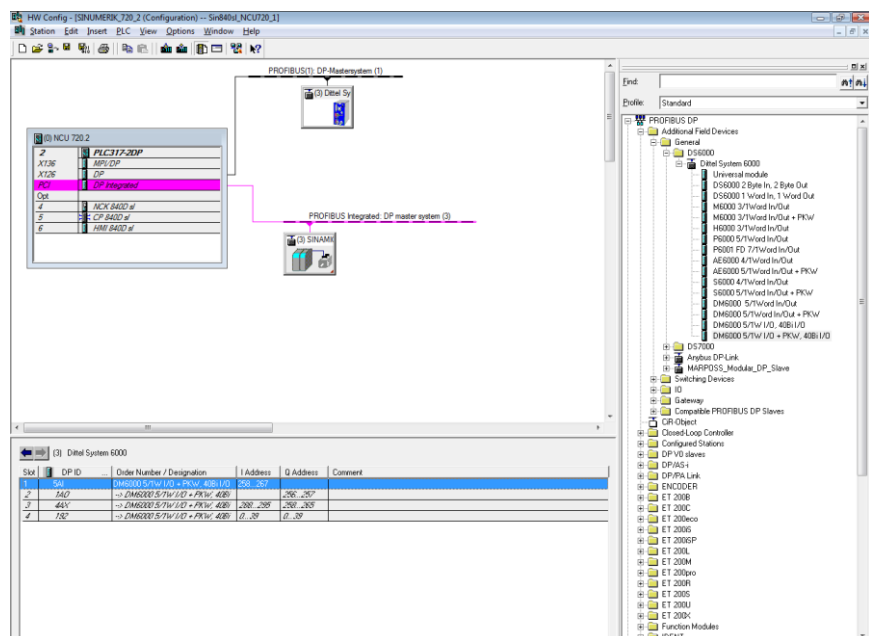 HW Config - [SINUMERIK_720_2 (Configuration) -- Sin840sl_NCU720_1]
Station Edit Insert PLC View Options Window Help
PROFIBUS(1): DP-Mastersystem (1)
(3) Dittel Sy
(0) NCU 720.2
2 PLC317-2DP
X136 MPI/DP
X126 DP
PCI DP Integrated
Opt
4 NCK 840D sl
5 CP 840D sl
6 HMI 840D sl
PROFIBUS Integrated: DP master system (3)
(3) SINAMI
Find:
Profile: Standard
PROFIBUS DP
Additional Field Devices
General
DS6000
Dittel System 6000
Universal module
DS6000 2 Byte In, 2 Byte Out
DS6000 1 Word In, 1 Word Out
M6000 3/1Word In/Out
M6000 3/1Word In/Out + PKW
H6000 3/1Word In/Out
P6000 5/1Word In/Out
P6001 FD 7/1Word In/Out
AE6000 4/1Word In/Out
AE6000 5/1Word In/Out + PKW
S6000 4/1Word In/Out
S6000 5/1Word In/Out + PKW
DM6000 5/1Word In/Out
DM6000 5/1Word In/Out + PKW
DM6000 5/1W I/O, 40Bi I/O
DM6000 5/1W I/O + PKW, 40Bi I/O
DS7000
Anybus DP-Link
MARPOSS_Modular_DP_Slave
Switching Devices
IO
Gateway
Compatible PROFIBUS DP Slaves
CiR-Object
Closed-Loop Controller
Configured Stations
DP V0 slaves
DP/AS-i
DP/PA Link
ENCODER
ET 200B
ET 200C
ET 200eco
ET 200iS
ET 200iSP
ET 200L
ET 200M
ET 200pro
ET 200R
ET 200S
ET 200U
ET 200X
Function Modules
(3) Dittel System 6000
Slot DP ID ... Order Number / Designation I Address Q Address Comment
1 5AI DM6000 5/1W I/O + PKW, 40Bi I/O 258...267
2 1AO --> DM6000 5/1W I/O + PKW, 40Bi 256...257
3 4AX --> DM6000 5/1W I/O + PKW, 40Bi 288...295 258...265
4 192 --> DM6000 5/1W I/O + PKW, 40Bi 0...39 0...39